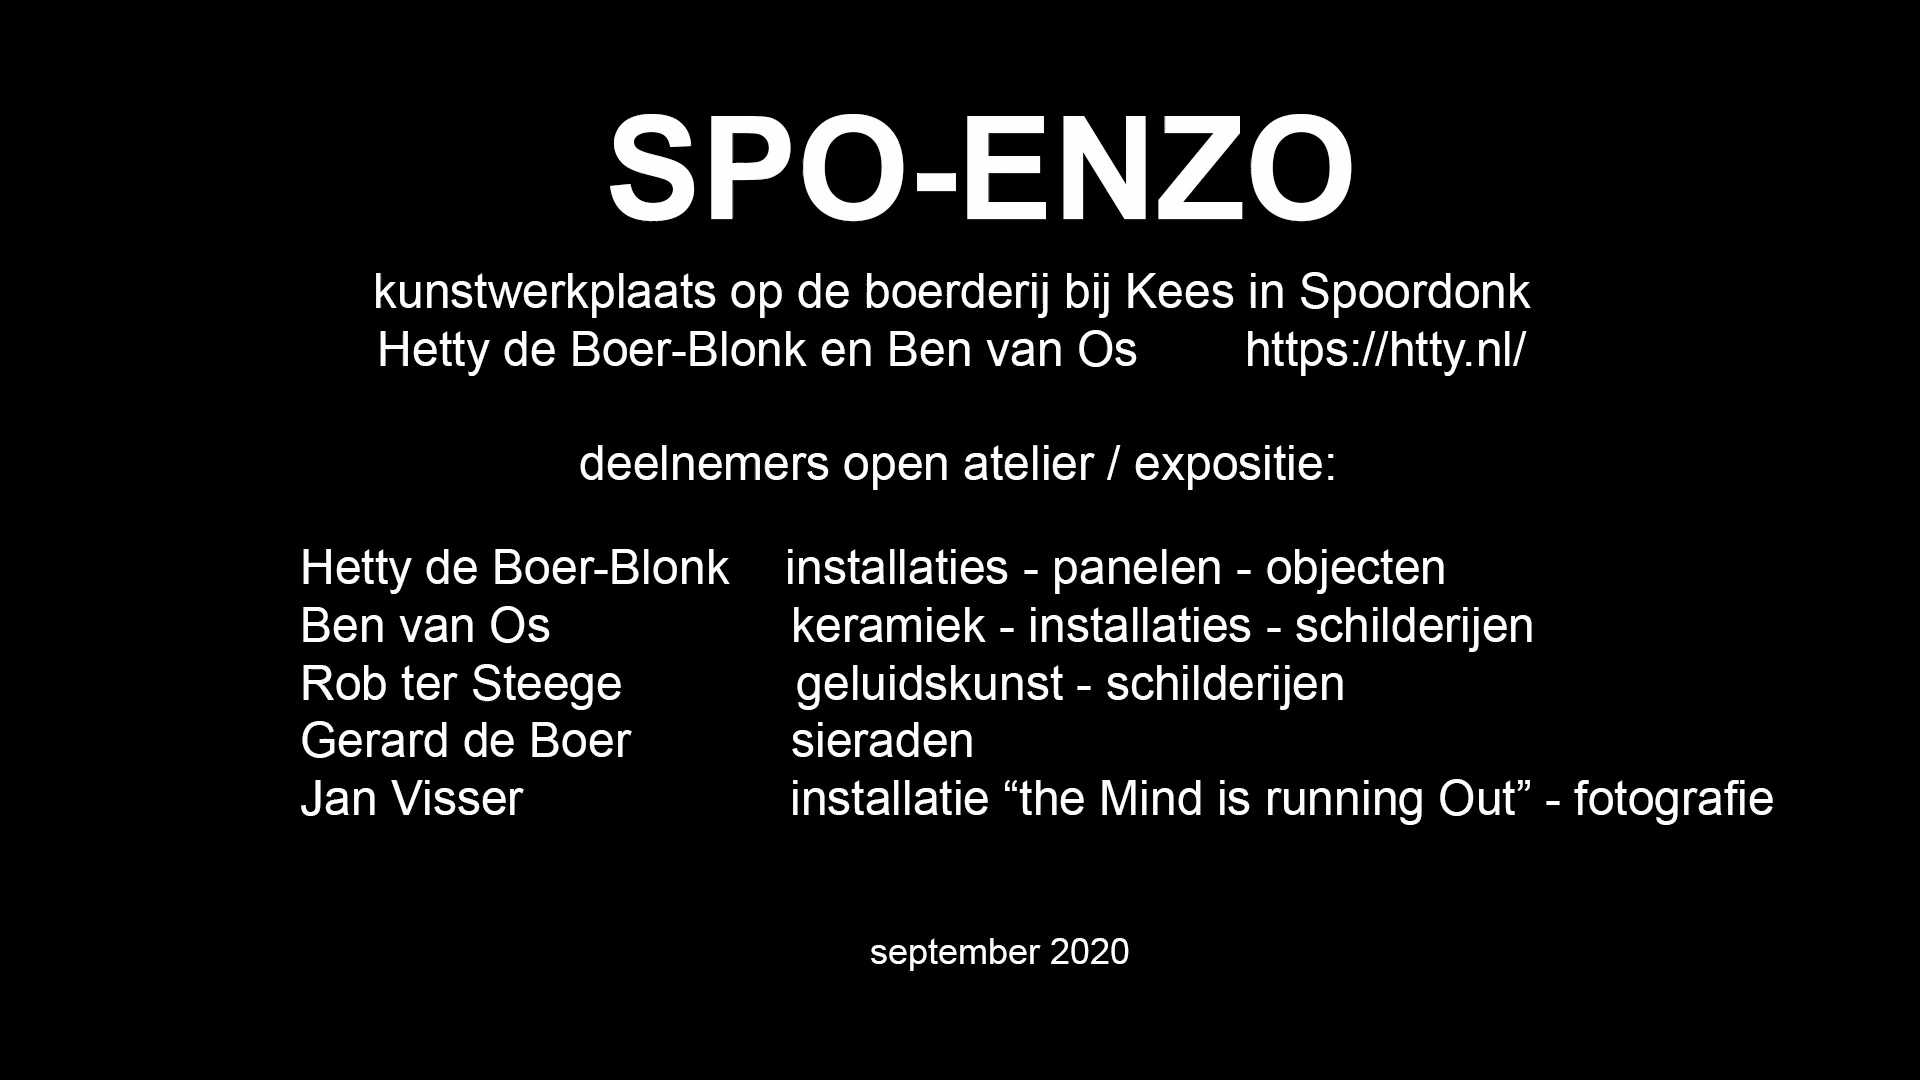 SPO-ENZO
kunstwerkplaats op de boerderij bij Kees in Spoordonk
Hetty de Boer-Blonk en Ben van Os https://htty.nl/
deelnemers open atelier / expositie:
Hetty de Boer-Blonk installaties - panelen - objecten
Ben van Os keramiek - installaties - schilderijen
Rob ter Steege geluidskunst - schilderijen
Gerard de Boer sieraden
Jan Visser installatie “the Mind is running Out” - fotografie
september 2020